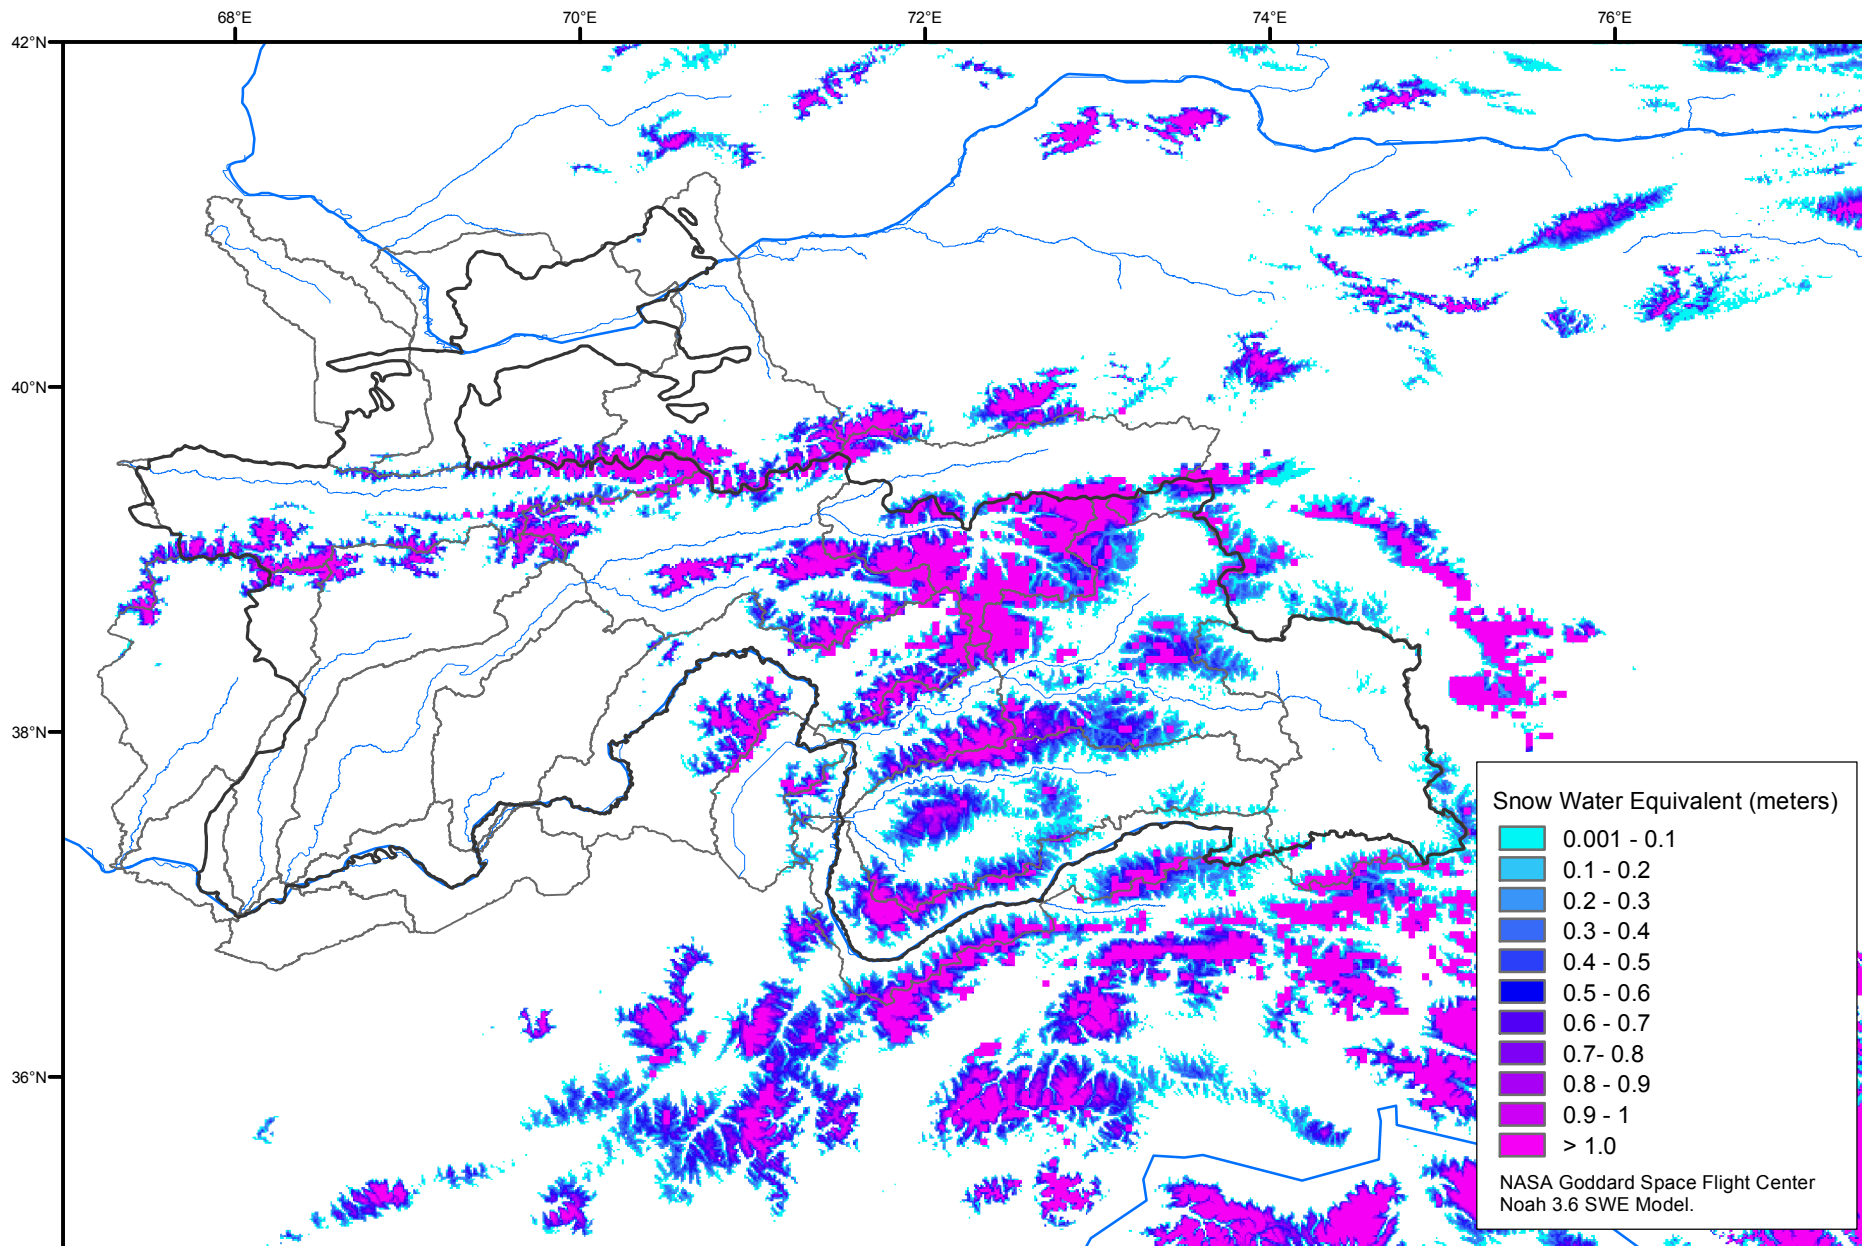 68°E
70°E
72°E
74°E
76°E
42°N
40°N
38°N
36°N
Snow Water Equivalent (meters)
0.001 - 0.1
0.1 - 0.2
0.2 - 0.3
0.3 - 0.4
0.4 - 0.5
0.5 - 0.6
0.6 - 0.7
0.7- 0.8
0.8 - 0.9
0.9 - 1
> 1.0
NASA Goddard Space Flight Center
Noah 3.6 SWE Model.